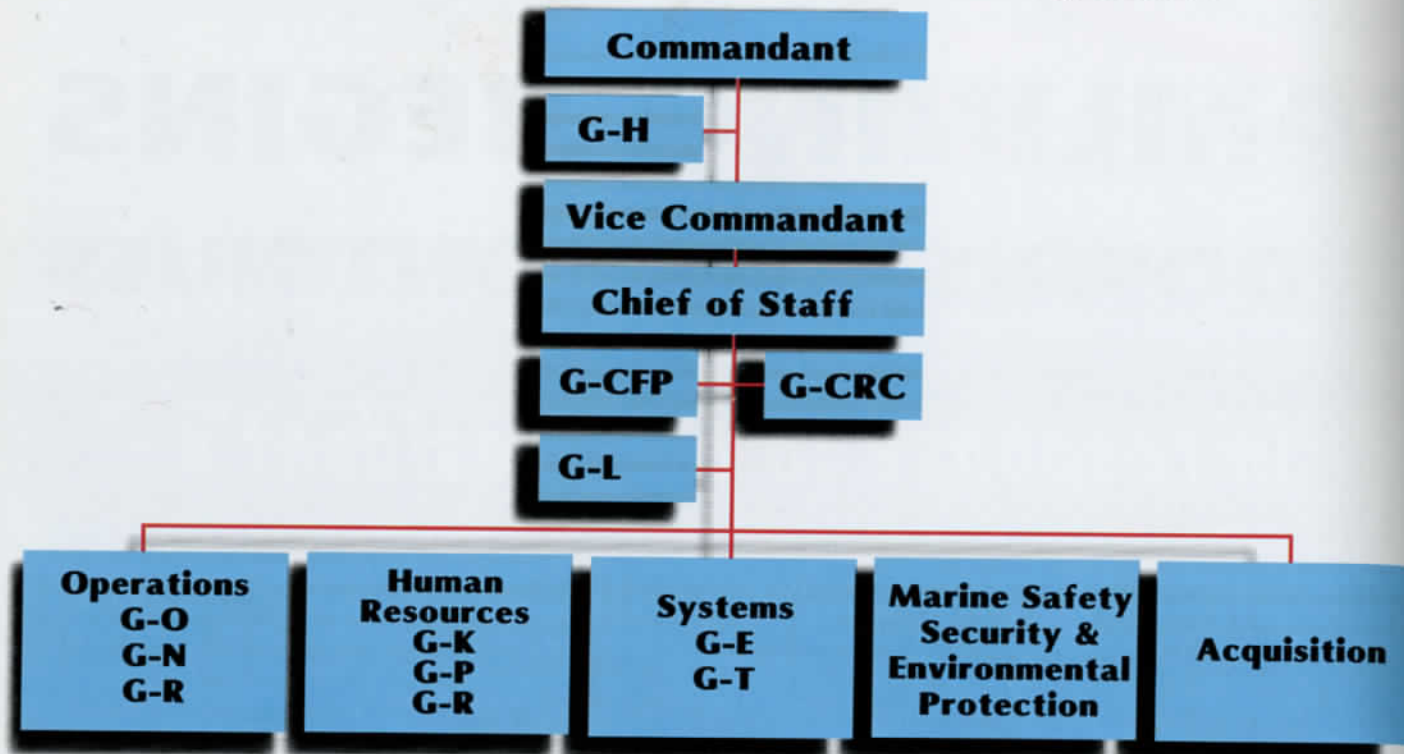 Commandant
G-H
Vice Commandant
Chief of Staff
G-CFP
G-CRC
G-L
Operations
G-O
G-N
G-R
Human
Resources
G-K
G-P
G-R
Systems
G-E
G-T
Marine Safety
Security &
Environmental
Protection
Acquisition